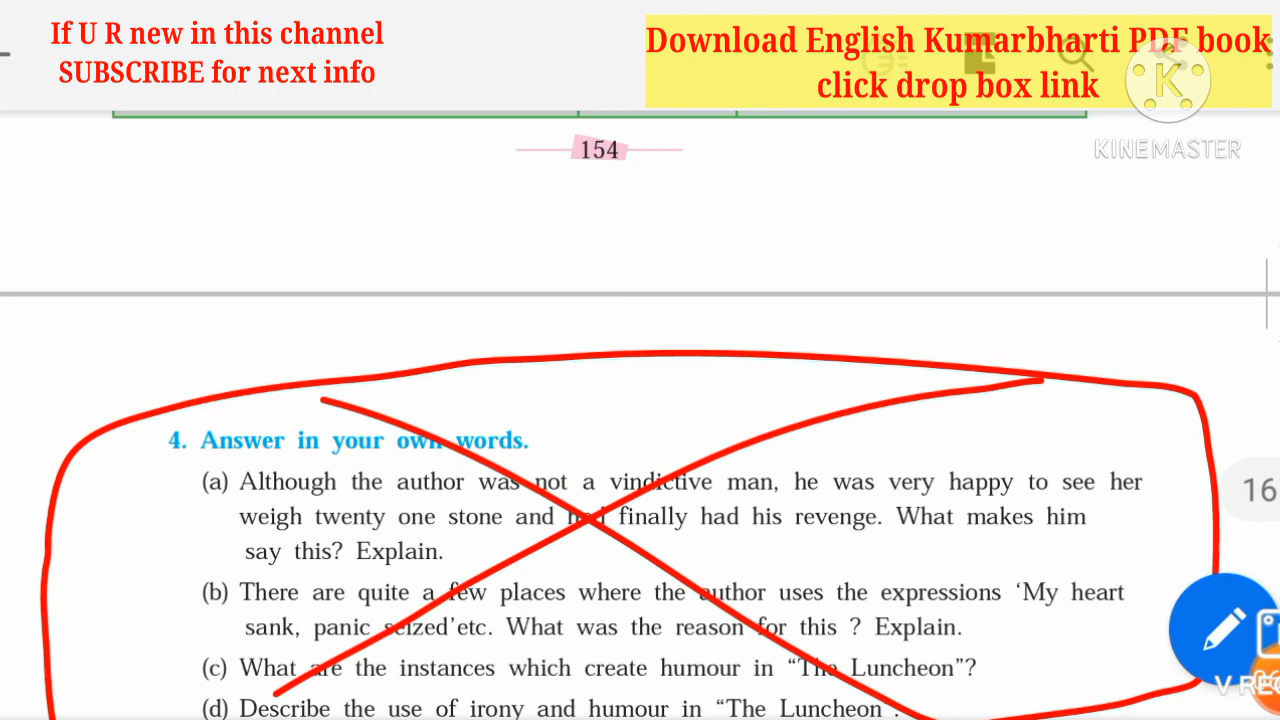 If U R new in this channel
SUBSCRIBE for next info
Download English Kumarbharti PDF book
click drop box link
K
KINEMASTER
154
4. Answer in your own words.
(a) Although the author was not a vindictive man, he was very happy to see her
weigh twenty one stone and had finally had his revenge. What makes him
say this? Explain.
16
(b) There are quite a few places where the author uses the expressions ‘My heart
sank, panic seized’etc. What was the reason for this ? Explain.
(c) What are the instances which create humour in “The Luncheon”?
(d) Describe the use of irony and humour in “The Luncheon”.